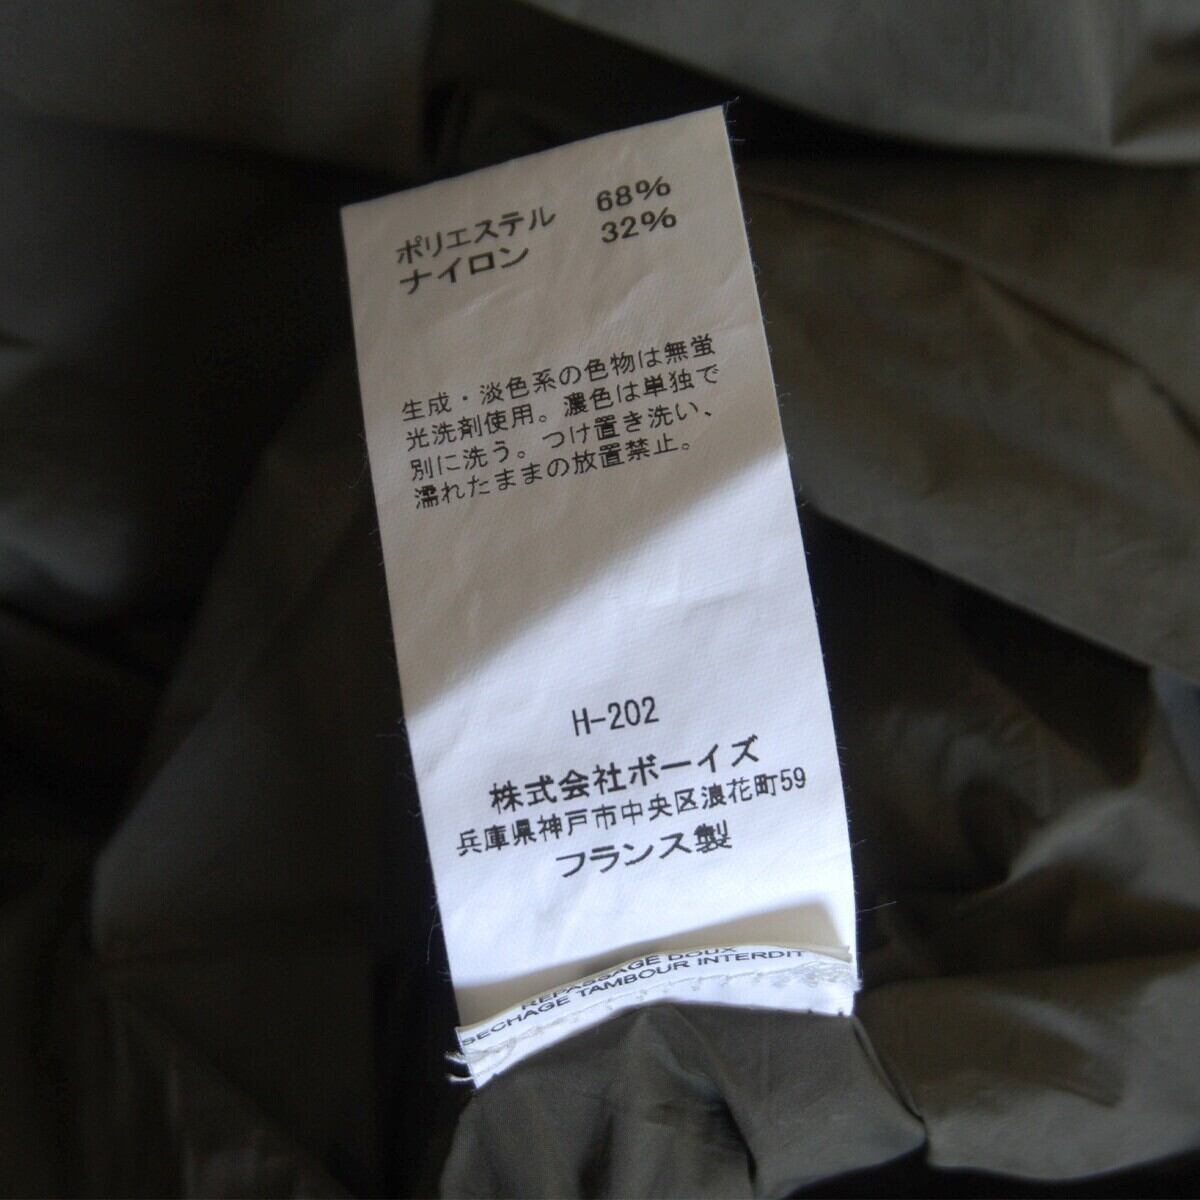 ポリエステル 68%
ナイロン 32%
生成・淡色系の色物は無蛍
光洗剤使用。濃色は単独で
別に洗う。つけ置き洗い、
濡れたままの放置禁止。
H-202
株式会社ボーイズ
兵庫県神戸市中央区浪花町59
フランス製
REPASSAGE DOUX
SECHAGE TAMBOUR INTERDIT